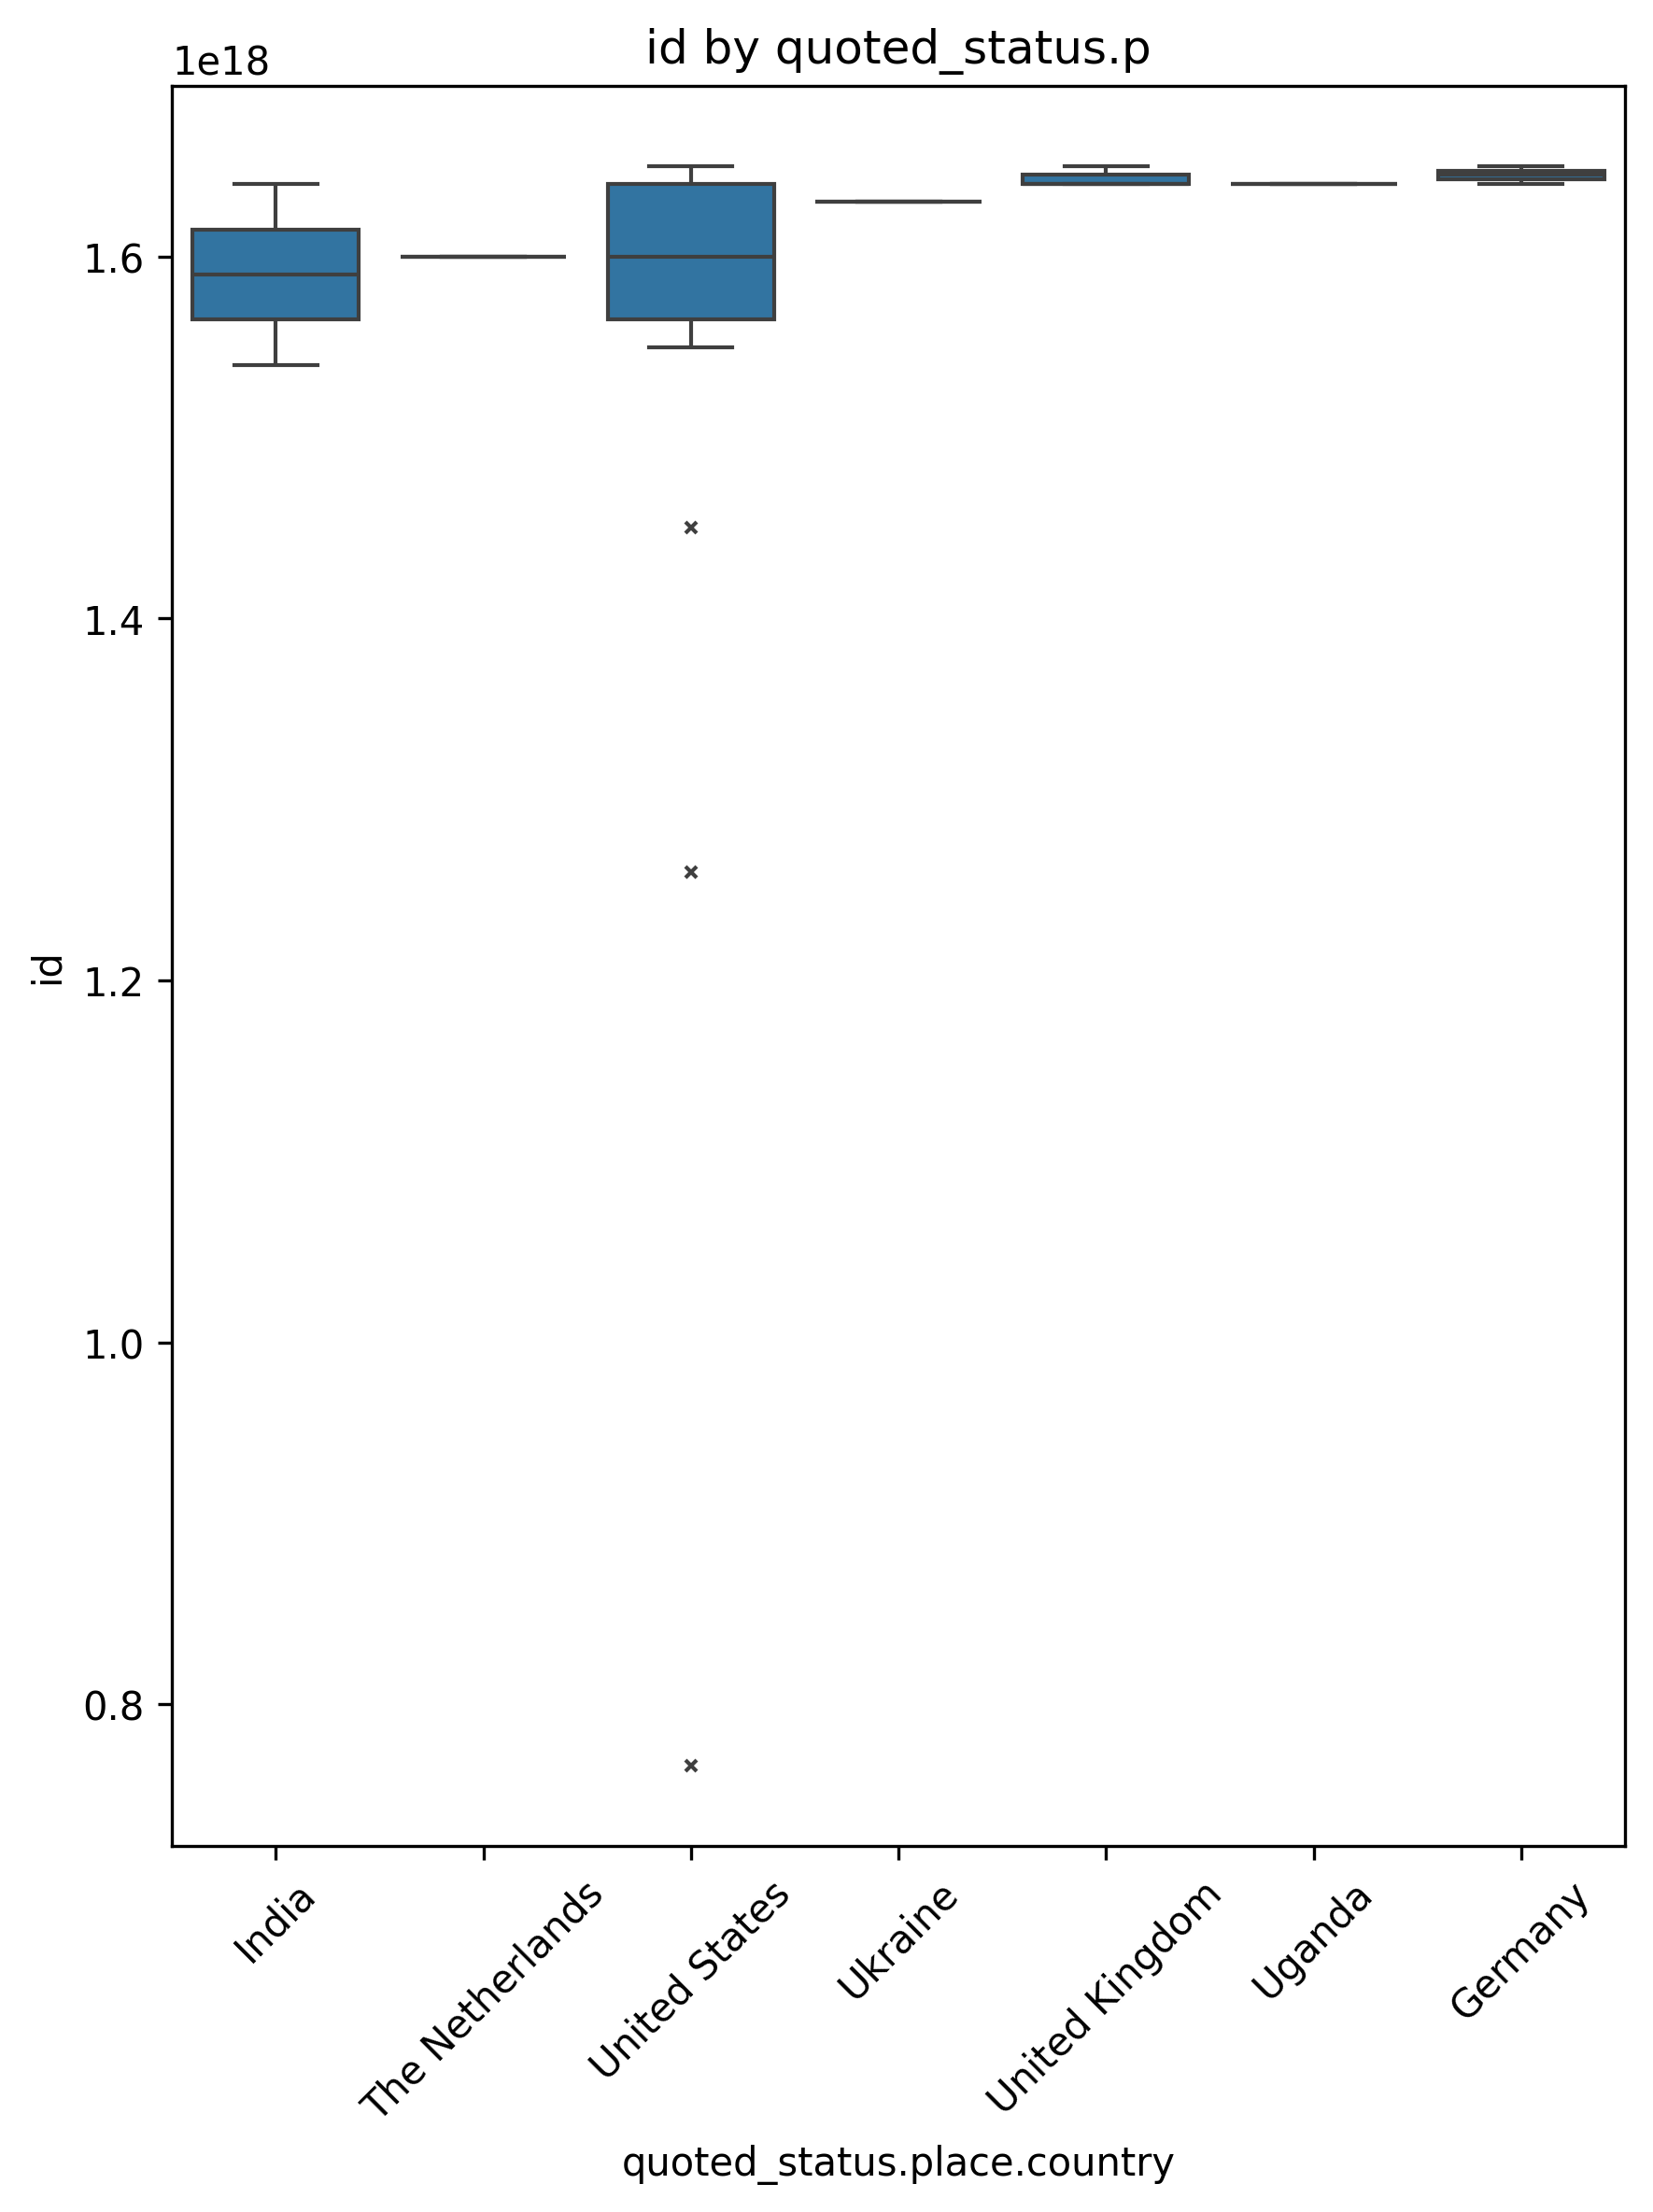 id by quoted_status.p
1e18
1.6
1.4
1.2
1.0
0.8
id
India
The Netherlands
United States
Ukraine
United Kingdom
Uganda
Germany
quoted_status.place.country